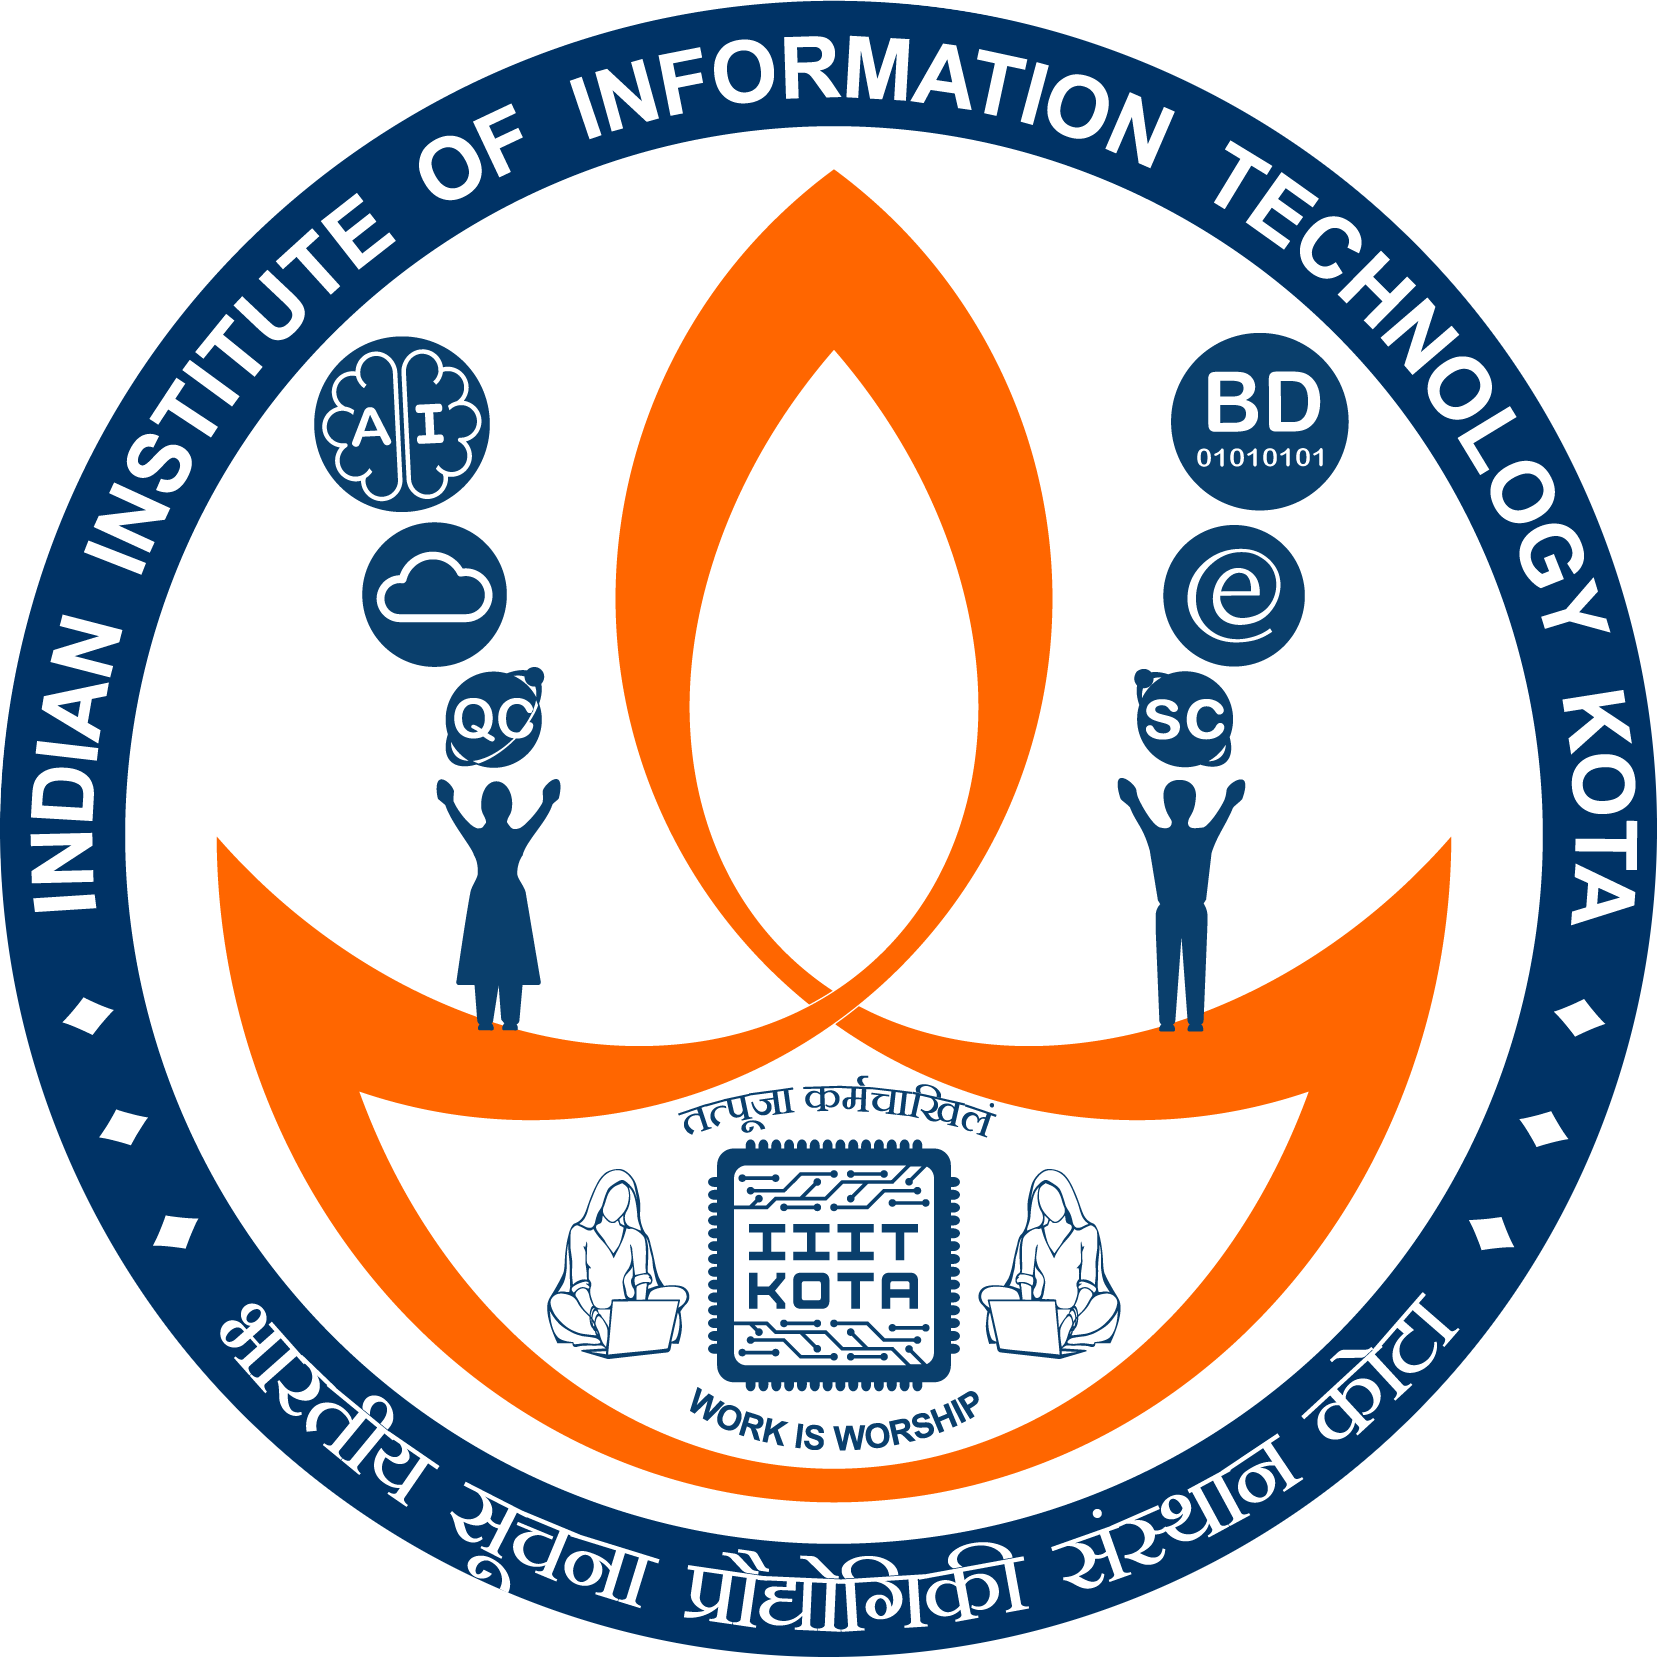 INDIAN INSTITUTE OF INFORMATION TECHNOLOGY KOTA
AI
BD
01010101
e
QC
SC
तत्पूजा कर्मचाखिलं
IIIT
KOTA
WORK IS WORSHIP
भारतीय सूचना प्रौद्योगिकी संस्थान कोटा